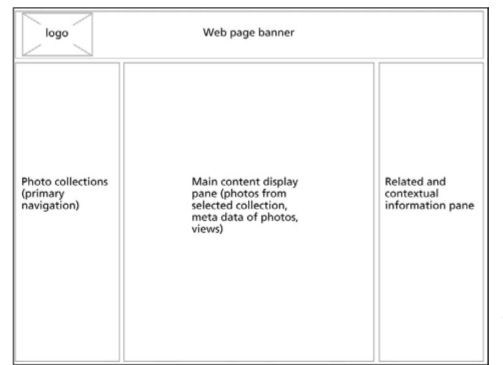 logo
Web page banner
Photo collections
(primary
navigation)
Main content display
pane (photos from
selected collection,
meta data of photos,
views)
Related and
contextual
information pane